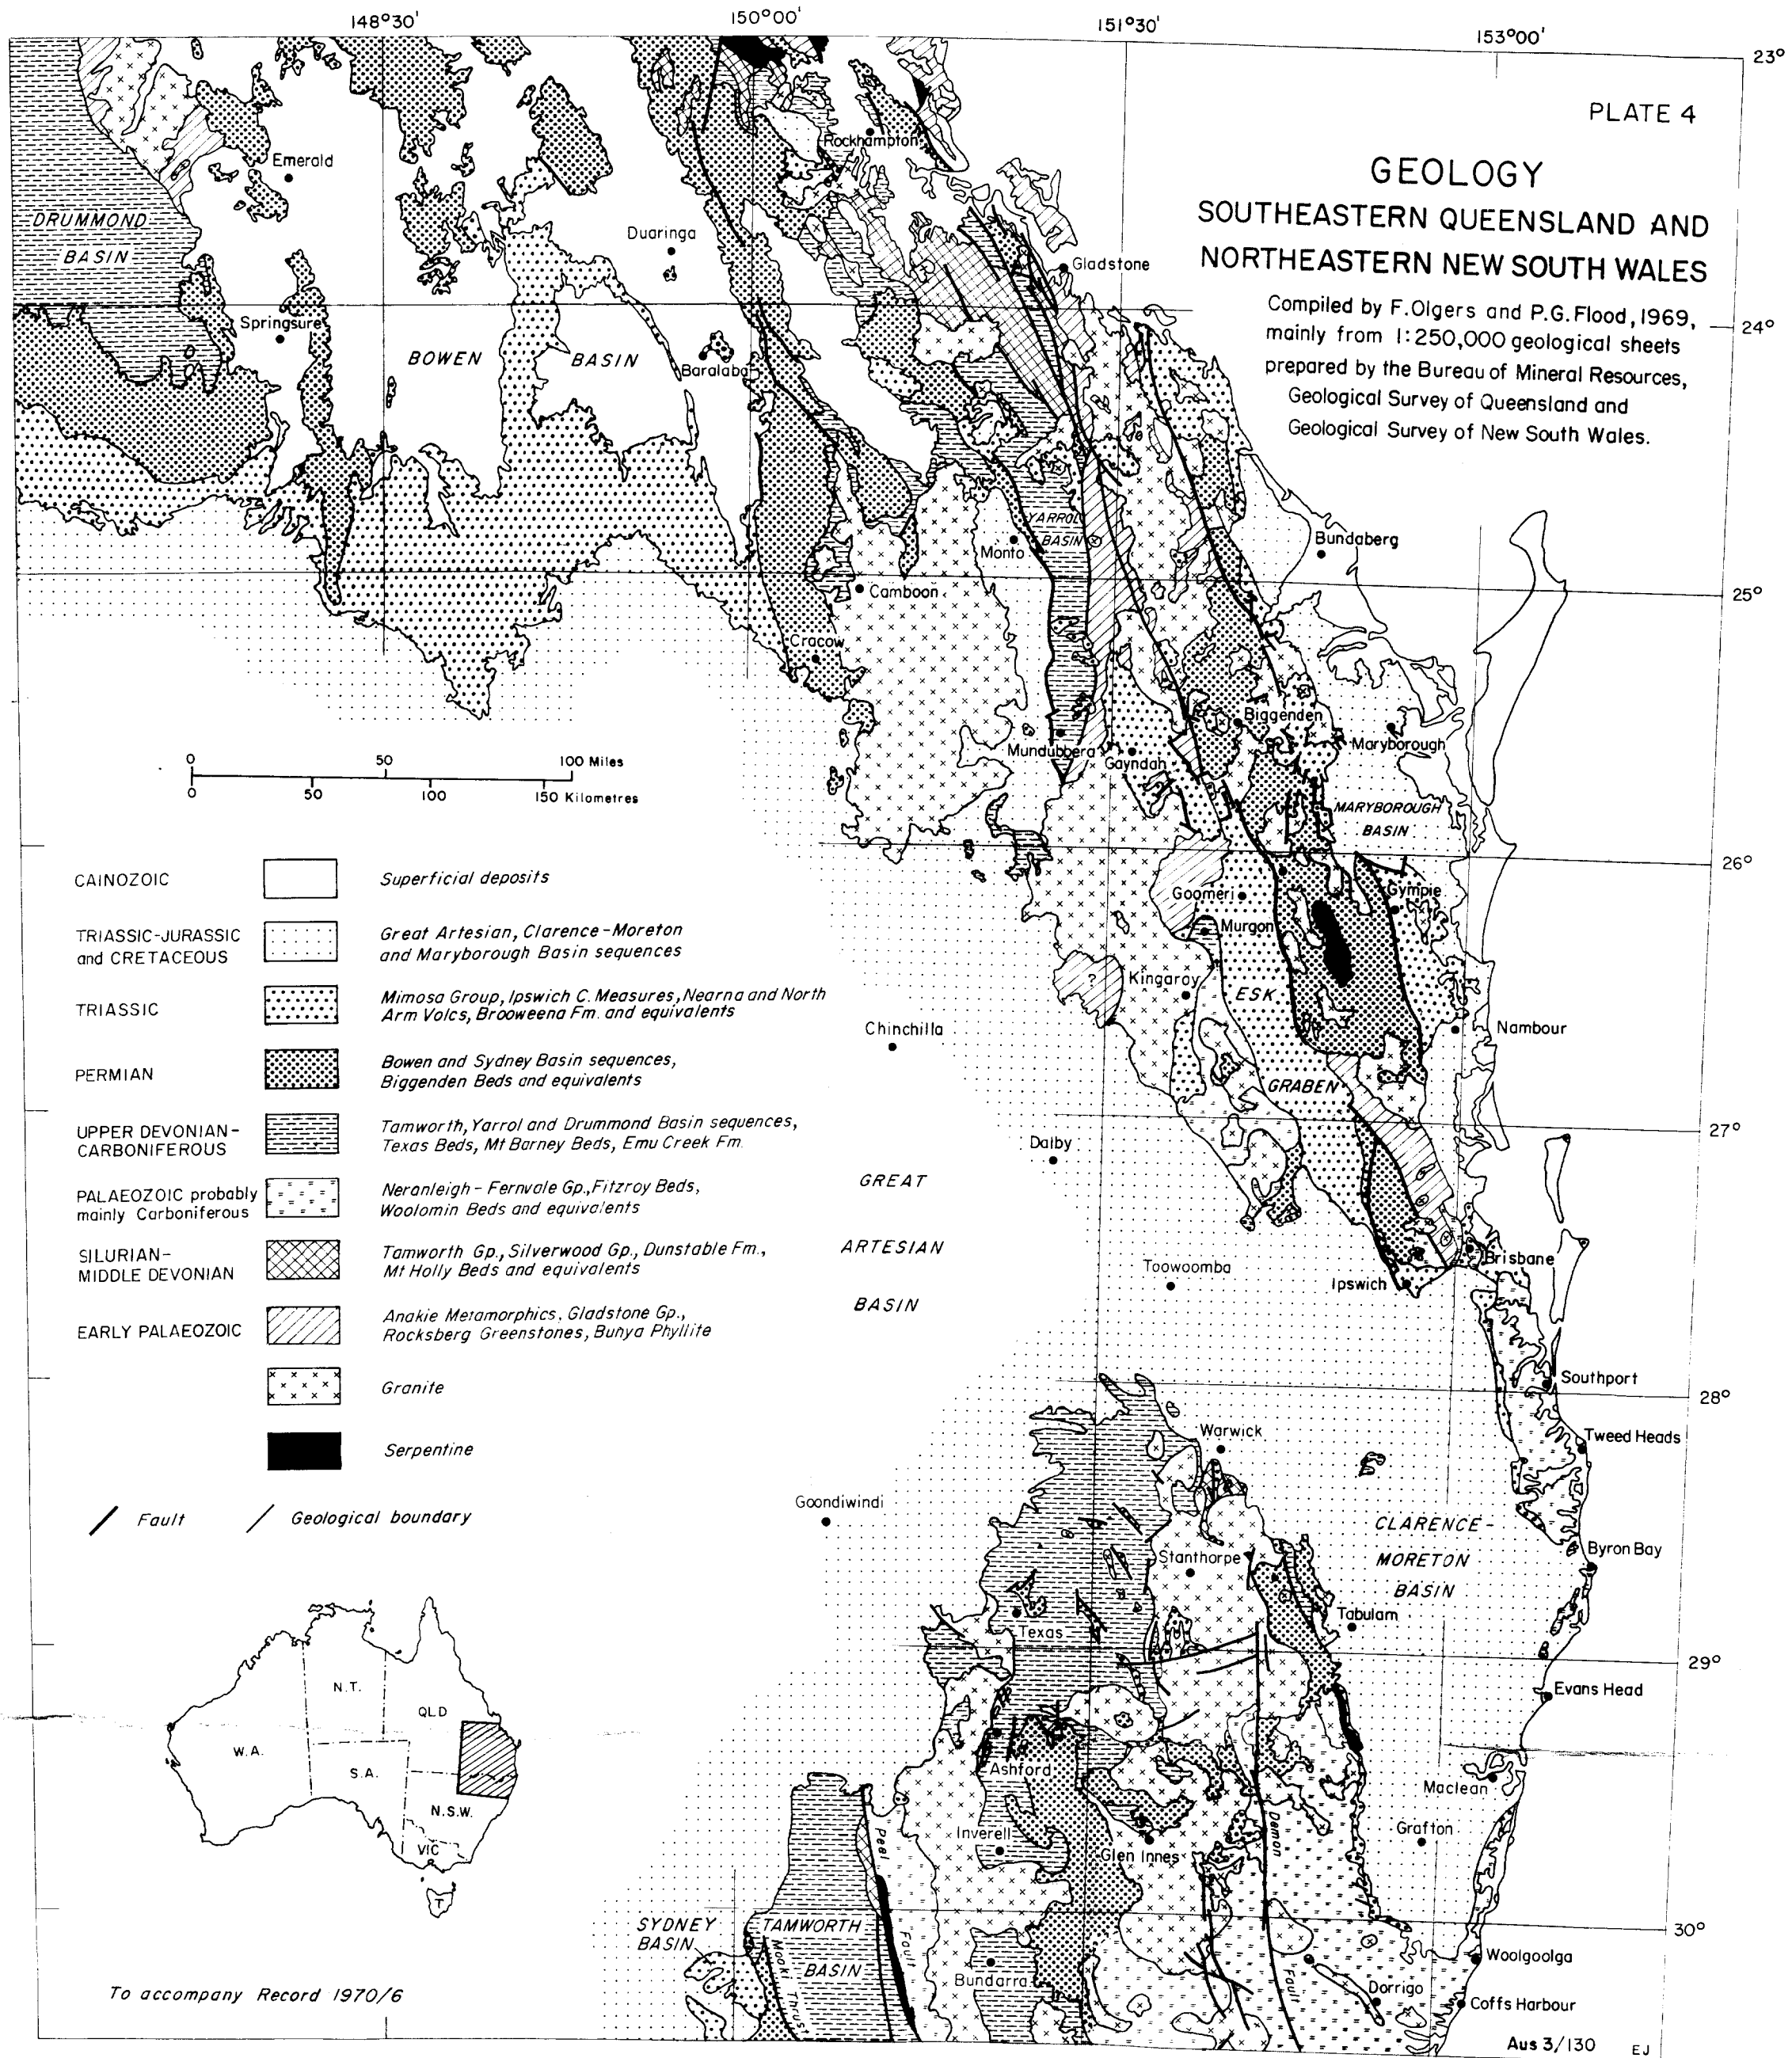 148°30'
150°00'
151°30'
153°00'
23°
PLATE 4
GEOLOGY
SOUTHEASTERN QUEENSLAND AND
NORTHEASTERN NEW SOUTH WALES
Compiled by F. Olgers and P.G. Flood, 1969,
mainly from 1:250,000 geological sheets
prepared by the Bureau of Mineral Resources,
Geological Survey of Queensland and
Geological Survey of New South Wales.
Rockhampton
Emerald
DRUMMOND
BASIN
Duaringa
Gladstone
24°
Springsure
BOWEN BASIN
Baralaba
YARROL
BASIN
Monto
Bundaberg
Camboon
25°
Cracow
Biggenden
Maryborough
Mundubbera
Gayndah
0 50 100 Miles
0 50 100 150 Kilometres
MARYBOROUGH
BASIN
26°
Goomeri
Gympie
Murgon
?
Kingaroy
ESK
Chinchilla
Nambour
GRABEN
27°
Dalby
GREAT
ARTESIAN
BASIN
Toowoomba
Brisbane
Ipswich
CAINOZOIC
Superficial deposits
TRIASSIC-JURASSIC
and CRETACEOUS
Great Artesian, Clarence-Moreton
and Maryborough Basin sequences
TRIASSIC
Mimosa Group, Ipswich C. Measures, Nearna and North
Arm Volcs, Brooweena Fm. and equivalents
PERMIAN
Bowen and Sydney Basin sequences,
Biggenden Beds and equivalents
UPPER DEVONIAN-
CARBONIFEROUS
Tamworth, Yarrol and Drummond Basin sequences,
Texas Beds, Mt Barney Beds, Emu Creek Fm.
PALAEOZOIC probably
mainly Carboniferous
Neranleigh-Fernvale Gp., Fitzroy Beds,
Woolomin Beds and equivalents
SILURIAN-
MIDDLE DEVONIAN
Tamworth Gp., Silverwood Gp., Dunstable Fm.,
Mt Holly Beds and equivalents
EARLY PALAEOZOIC
Anakie Metamorphics, Gladstone Gp.,
Rocksberg Greenstones, Bunya Phyllite
Granite
Serpentine
Fault
Geological boundary
Southport
28°
Warwick
Tweed Heads
Goondiwindi
CLARENCE-
MORETON
BASIN
Byron Bay
Stanthorpe
Tabulam
Texas
29°
Evans Head
Ashford
Maclean
Grafton
Inverell
Glen Innes
Demon
Fault
Peel
Fault
SYDNEY
BASIN
TAMWORTH
BASIN
Mooki Thrust
30°
Woolgoolga
Bundarra
Dorrigo
Coffs Harbour
N.T.
QLD
W.A.
S.A.
N.S.W.
VIC
T
To accompany Record 1970/6
Aus 3/130
EJ